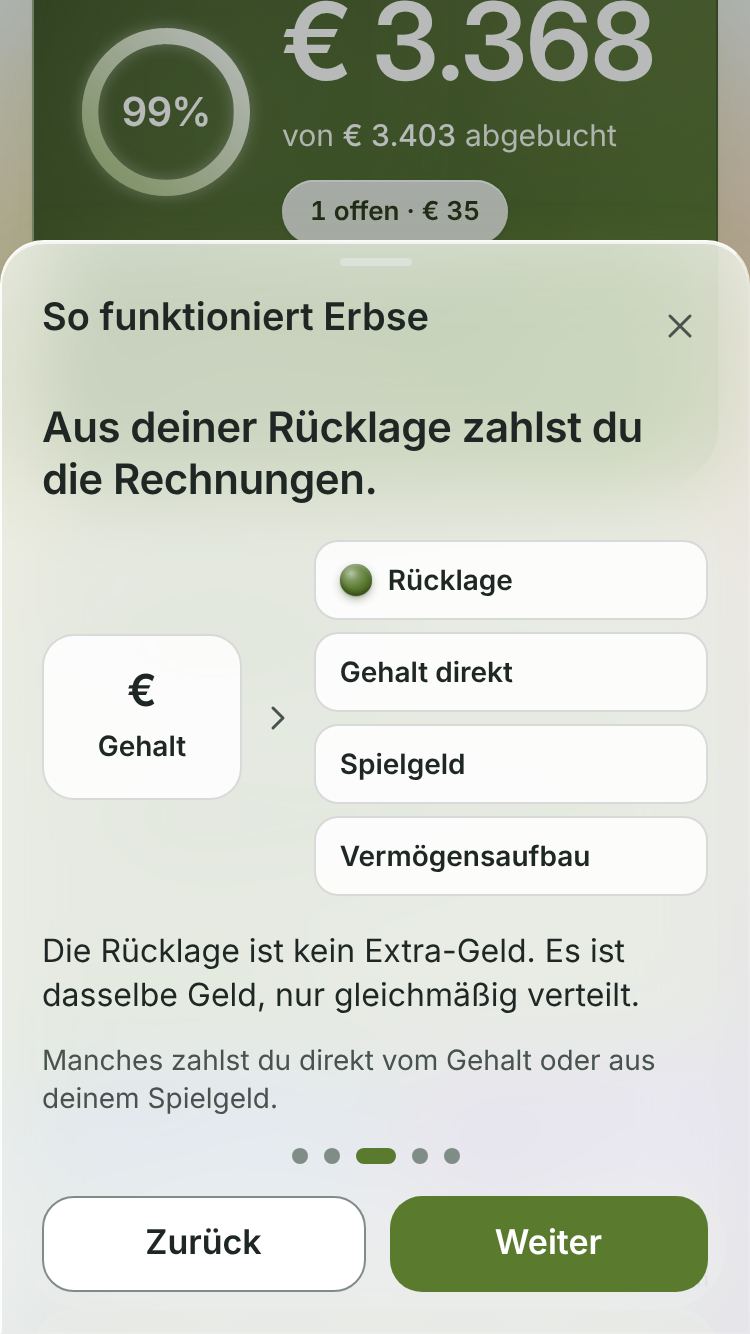 € 3.368
99%
von € 3.403 abgebucht
1 offen · € 35
So funktioniert Erbse
Aus deiner Rücklage zahlst du
die Rechnungen.
Rücklage
€
Gehalt
Gehalt direkt
Spielgeld
Vermögensaufbau
Die Rücklage ist kein Extra-Geld. Es ist
dasselbe Geld, nur gleichmäßig verteilt.
Manches zahlst du direkt vom Gehalt oder aus
deinem Spielgeld.
Zurück
Weiter